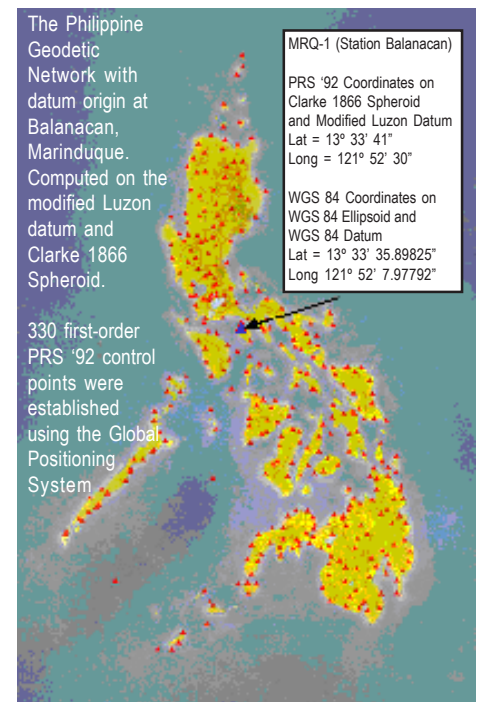 The Philippine
Geodetic
Network with
datum origin at
Balanacan,
Marinduque.
Computed on the
modified Luzon
datum and
Clarke 1866
Spheroid.
330 first-order
PRS ‘92 control
points were
established
using the Global
Positioning
System
MRQ-1 (Station Balanacan)
PRS ‘92 Coordinates on
Clarke 1866 Spheroid
and Modified Luzon Datum
Lat = 13º 33’ 41”
Long = 121º 52’ 30”
WGS 84 Coordinates on
WGS 84 Ellipsoid and
WGS 84 Datum
Lat = 13º 33’ 35.89825”
Long 121º 52’ 7.97792”